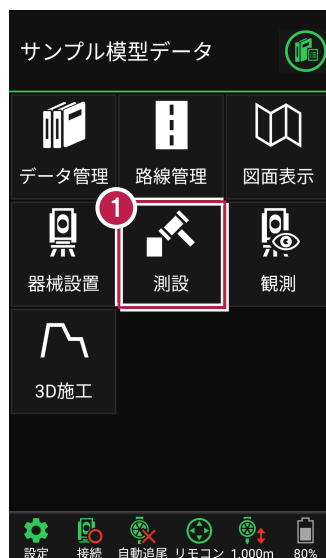 サンプル模型データ
データ管理
路線管理
図面表示
1
器械設置
測設
観測
3D施工
設定 接続 自動追尾 リモコン 1.000m 80%